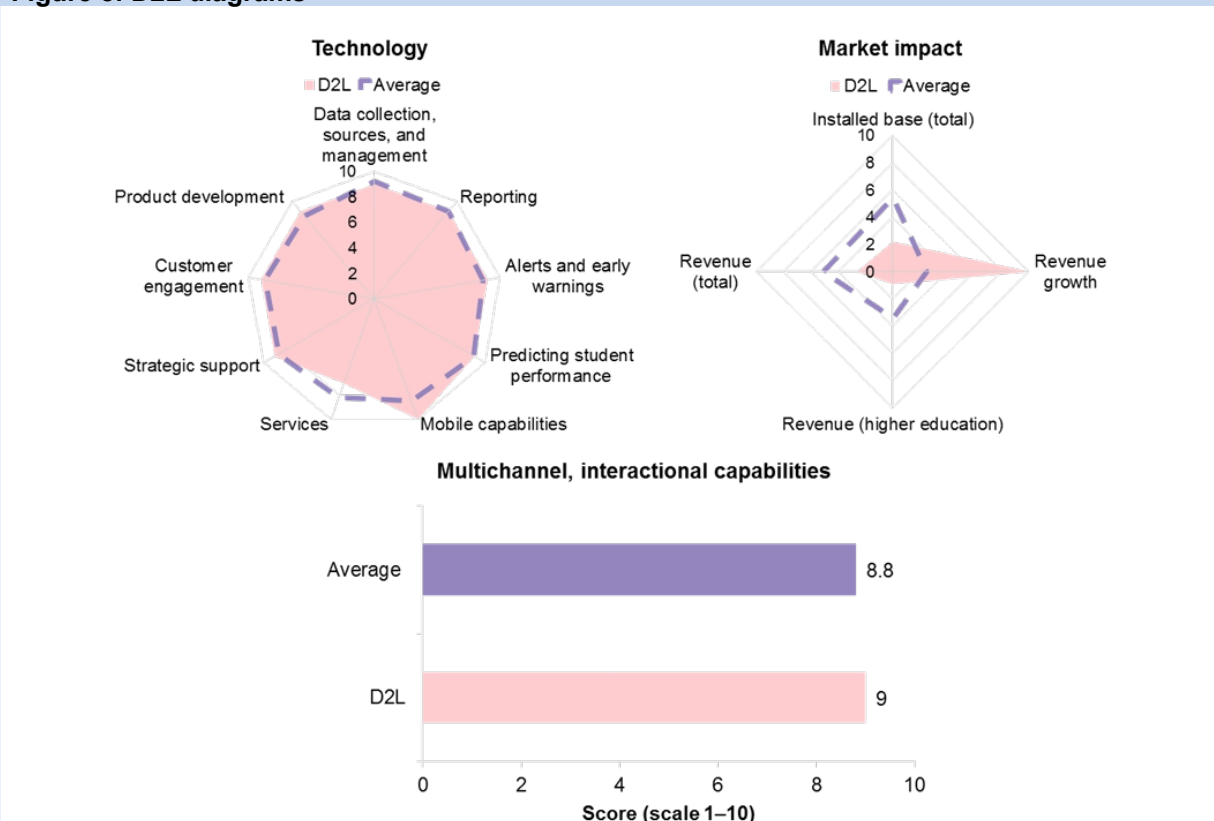 Technology
D2L Average
Data collection,
sources, and
management
10
8
6
4
2
0
Reporting
Alerts and early
warnings
Predicting student
performance
Mobile capabilities
Services
Strategic support
Customer
engagement
Product development
Market impact
D2L Average
Installed base (total)
10
8
6
4
2
0
Revenue
growth
Revenue (higher education)
Revenue
(total)
Multichannel, interactional capabilities
Average
8.8
D2L
9
0 2 4 6 8 10
Score (scale 1–10)